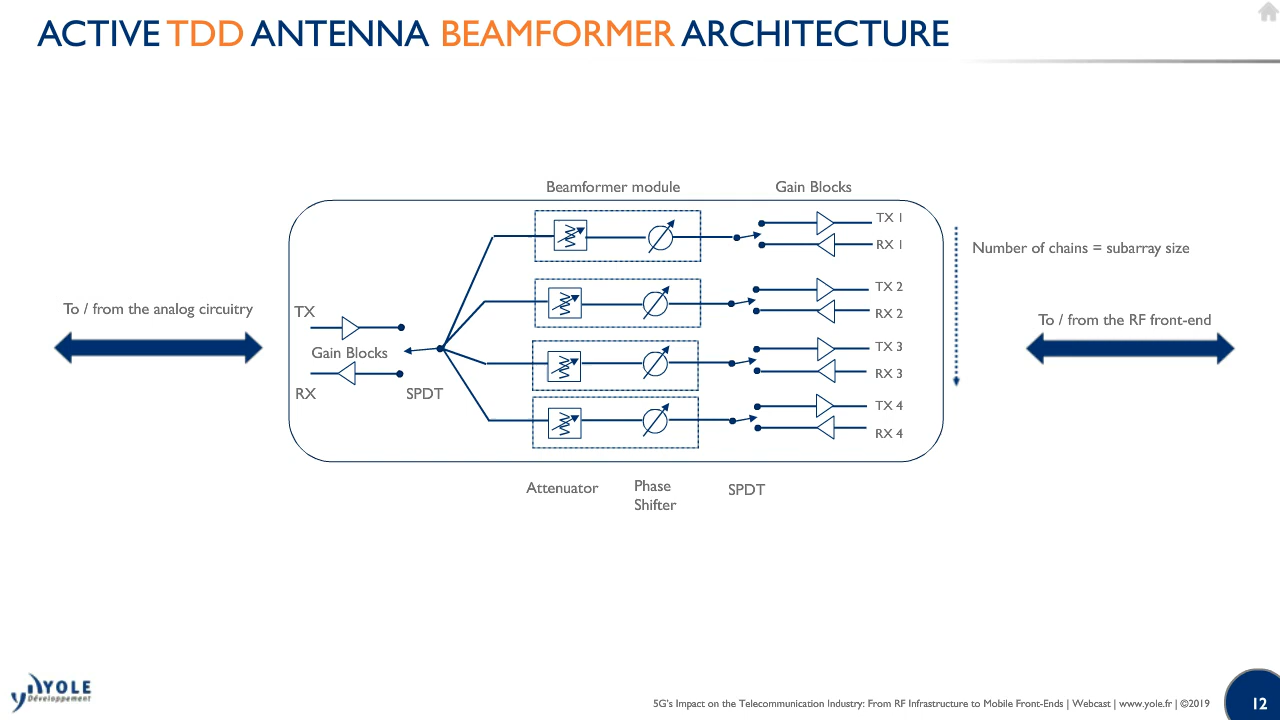 ACTIVE TDD ANTENNA BEAMFORMER ARCHITECTURE
Beamformer module
Gain Blocks
TX 1
RX 1
Number of chains = subarray size
TX 2
RX 2
To / from the analog circuitry
TX
Gain Blocks
RX
SPDT
To / from the RF front-end
TX 3
RX 3
TX 4
RX 4
Attenuator
Phase
Shifter
SPDT
YOLE
Développement
5G's Impact on the Telecommunication Industry: From RF Infrastructure to Mobile Front-Ends | Webcast | www.yole.fr | ©2019
12